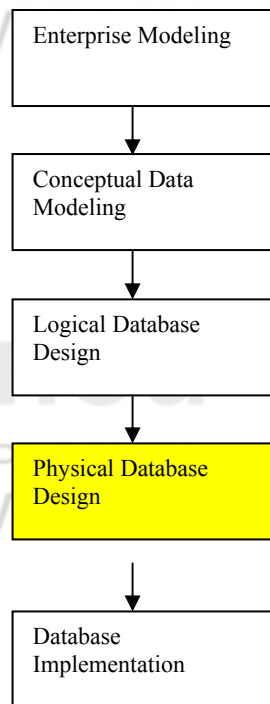 Enterprise Modeling
Conceptual Data
Modeling
Logical Database
Design
Physical Database
Design
Database
Implementation